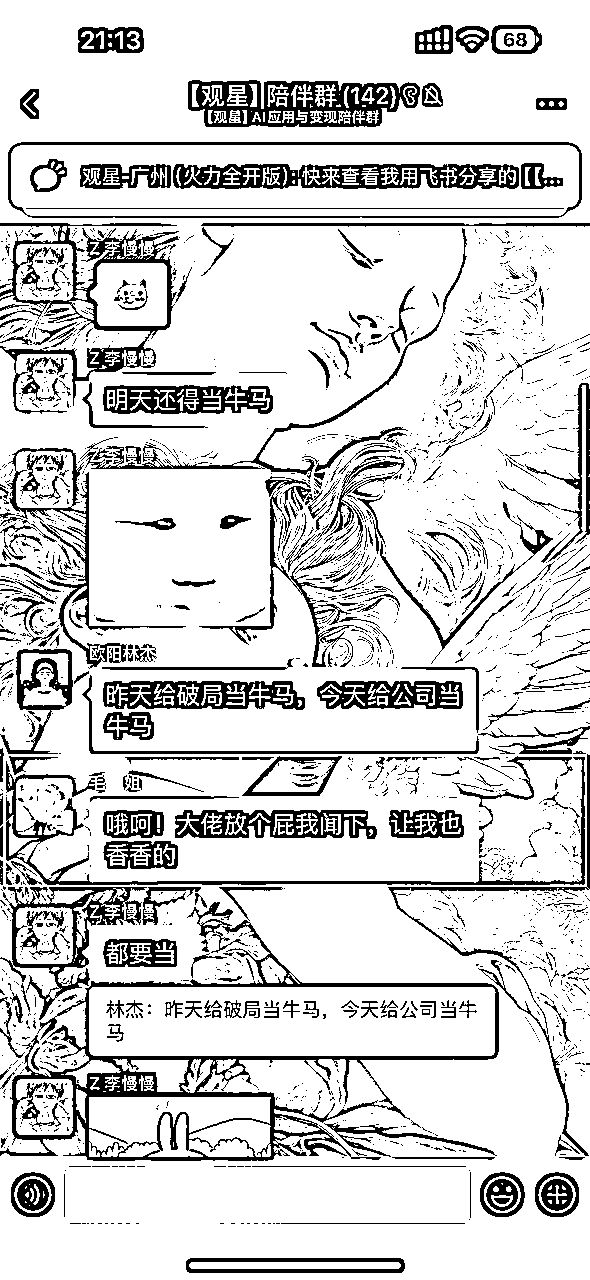 21:13
68
【观星】陪伴群(142)
【观星】AI应用与变现陪伴群
观星-广州(火力全开版): 快来查看我用飞书分享的【【...
Z 李慢慢
Z 李慢慢
明天还得当牛马
Z 李慢慢
欧阳林杰
昨天给破局当牛马，今天给公司当
牛马
毛 姐
哦呵！大佬放个屁我闻下，让我也
香香的
Z 李慢慢
都要当
林杰：昨天给破局当牛马，今天给公司当牛
马
Z 李慢慢